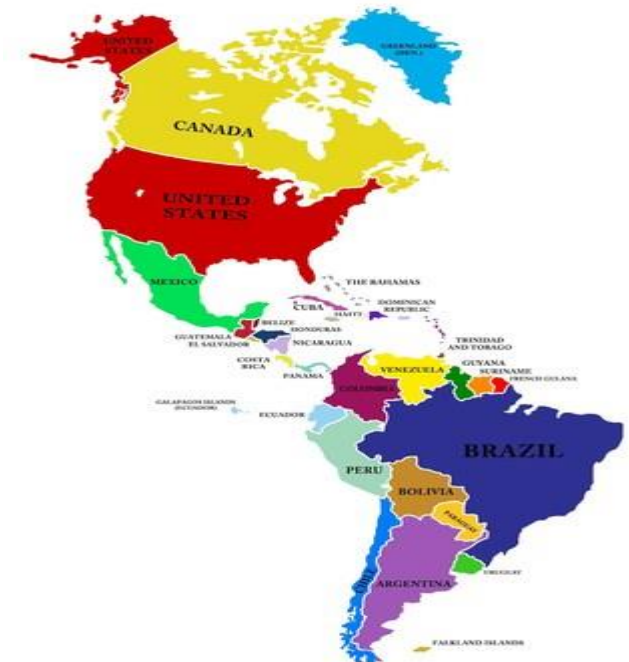 UNITED
STATES
GREENLAND
(DEN.)
CANADA
UNITED
STATES
MEXICO
THE BAHAMAS
CUBA
HAITI
DOMINICAN
REPUBLIC
BELIZE
HONDURAS
GUATEMALA
EL SALVADOR
NICARAGUA
COSTA
RICA
PANAMA
TRINIDAD
AND TOBAGO
VENEZUELA
GUYANA
SURINAME
FRENCH GUIANA
COLOMBIA
GALAPAGOS ISLANDS
(ECUADOR)
ECUADOR
BRAZIL
PERU
BOLIVIA
PARAGUAY
CHILE
ARGENTINA
URUGUAY
FALKLAND ISLANDS